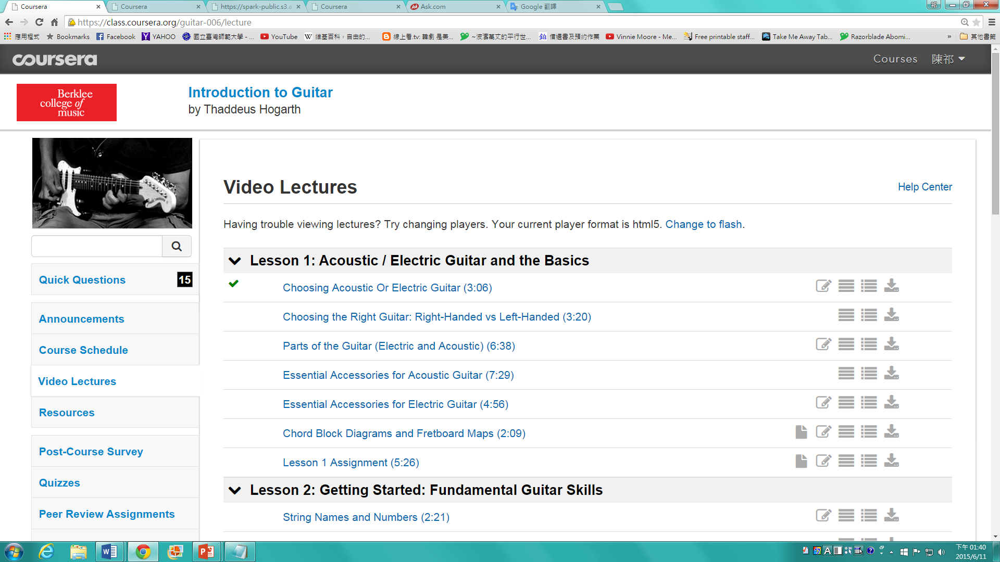 Coursera
Coursera
https://spark-public.s3.a
Coursera
Ask.com
Google 翻譯
https://class.coursera.org/guitar-006/lecture
應用程式
Bookmarks
Facebook
YAHOO
國立臺灣師範大學 - ...
YouTube
維基百科，自由的...
線上看.tv: 韓劇 是美...
~波濤萬丈的平行世...
借還書及預約作業
Vinnie Moore - Me...
Free printable staff...
Take Me Away Tab...
Razorblade Abomi...
»
其他書籤
coursera
Courses
陳祁
Berklee
college of
music
Introduction to Guitar
by Thaddeus Hogarth
Video Lectures
Help Center
Having trouble viewing lectures? Try changing players. Your current player format is html5. Change to flash.
Quick Questions 15
Announcements
Course Schedule
Video Lectures
Resources
Post-Course Survey
Quizzes
Peer Review Assignments
Lesson 1: Acoustic / Electric Guitar and the Basics
Choosing Acoustic Or Electric Guitar (3:06)
Choosing the Right Guitar: Right-Handed vs Left-Handed (3:20)
Parts of the Guitar (Electric and Acoustic) (6:38)
Essential Accessories for Acoustic Guitar (7:29)
Essential Accessories for Electric Guitar (4:56)
Chord Block Diagrams and Fretboard Maps (2:09)
Lesson 1 Assignment (5:26)
Lesson 2: Getting Started: Fundamental Guitar Skills
String Names and Numbers (2:21)
下午 01:40
2015/6/11